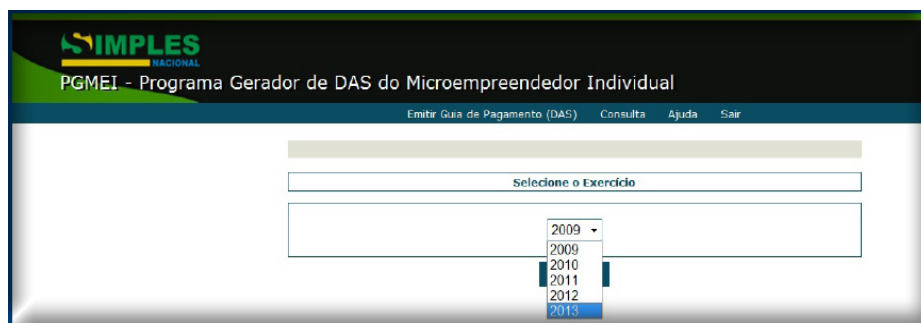 SIMPLES
NACIONAL
PGMEI - Programa Gerador de DAS do Microempreendedor Individual
Emitir Guia de Pagamento (DAS) Consulta Ajuda Sair
Selecione o Exercício
2009
2009
2010
2011
2012
2013